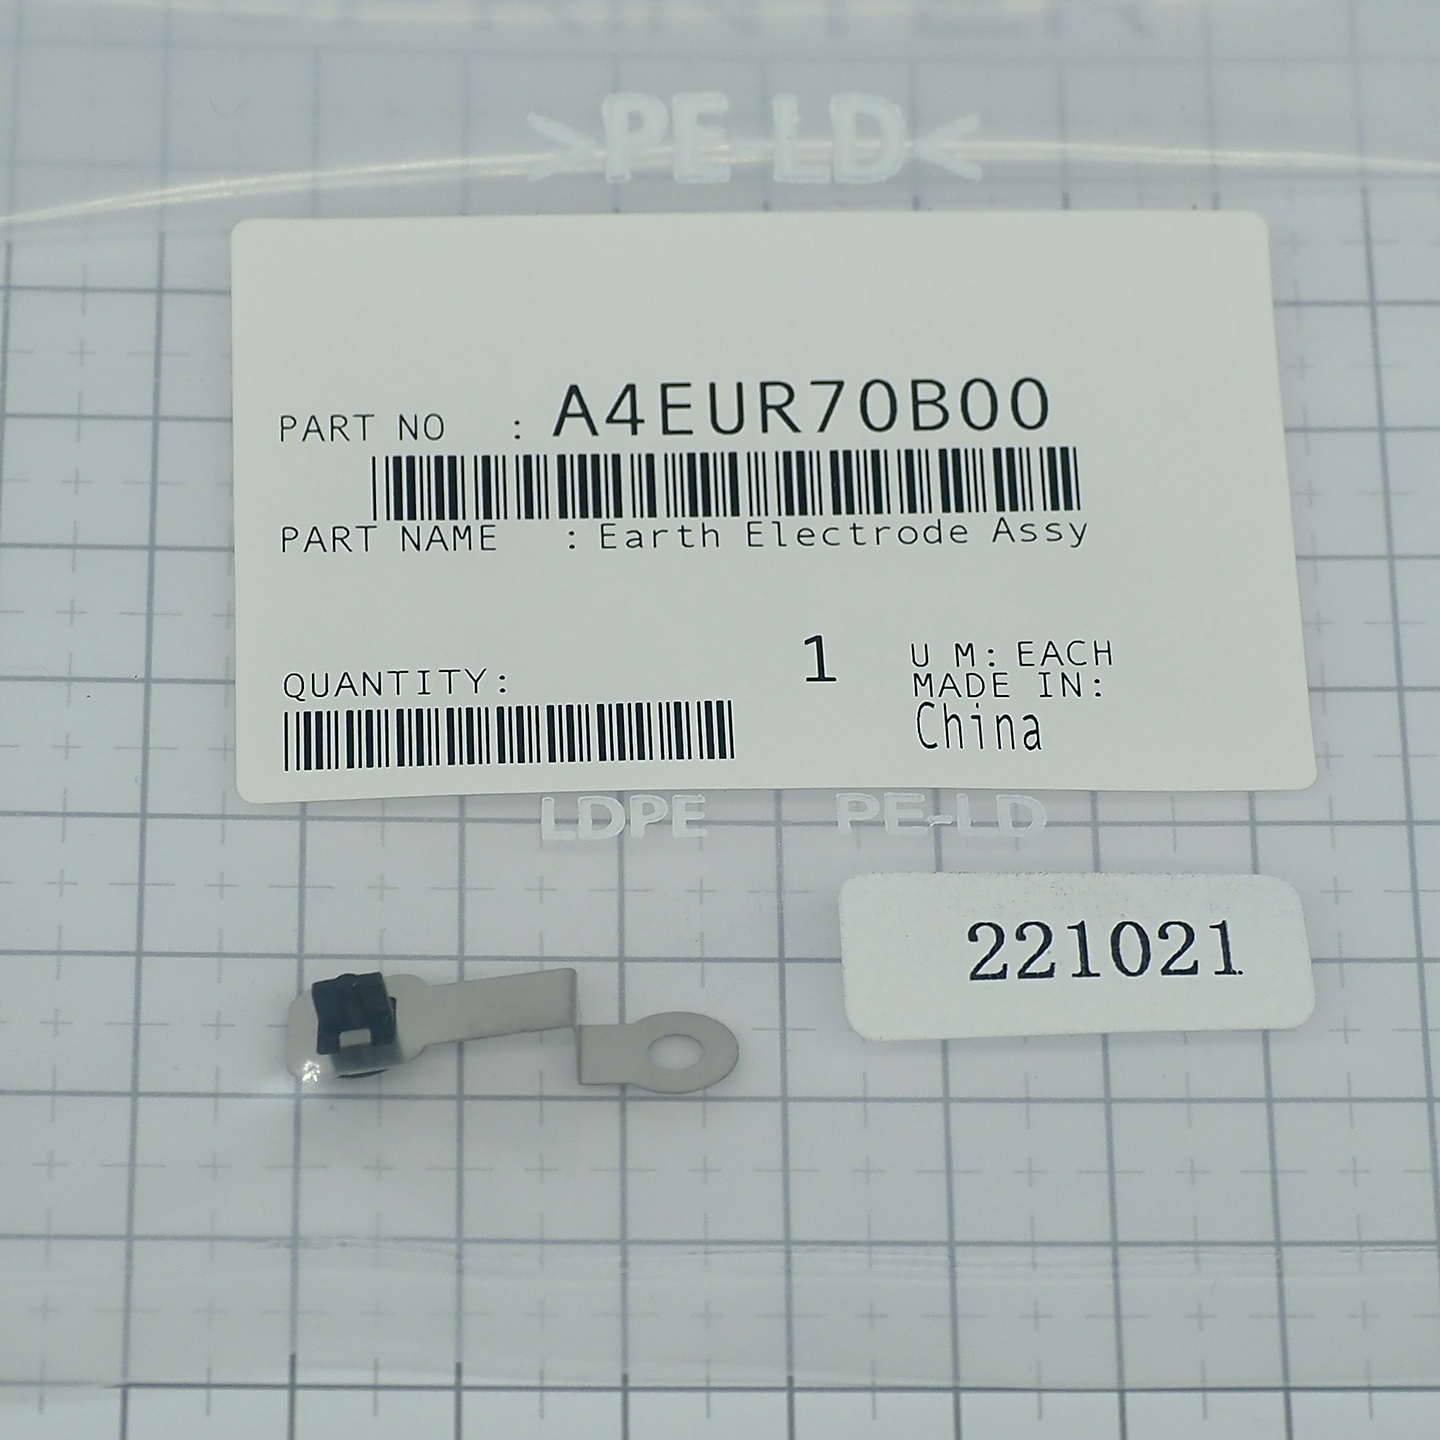 >PE-LD<
PART NO : A4EUR70B00
PART NAME : Earth Electrode Assy
QUANTITY: 1
U M: EACH
MADE IN:
China
LDPE PE-LD
221021